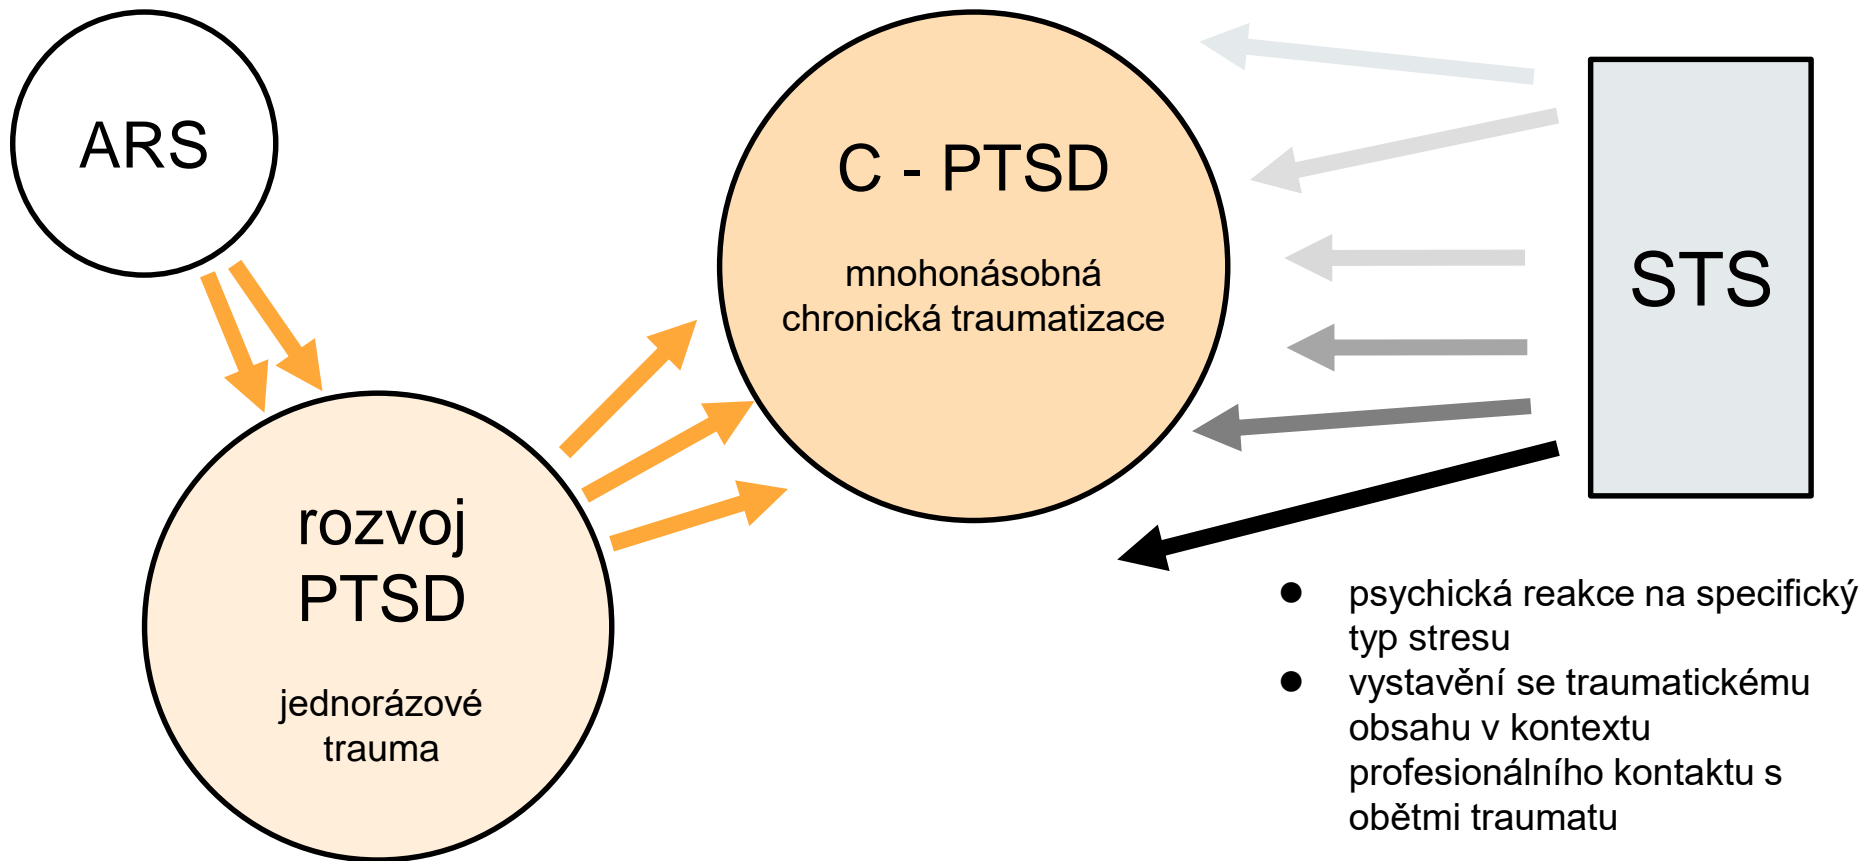 ARS
C - PTSD
mnohonásobná
chronická traumatizace
STS
rozvoj
PTSD
jednorázové
trauma
● psychická reakce na specifický
typ stresu
● vystavění se traumatickému
obsahu v kontextu
profesionálního kontaktu s
obětmi traumatu